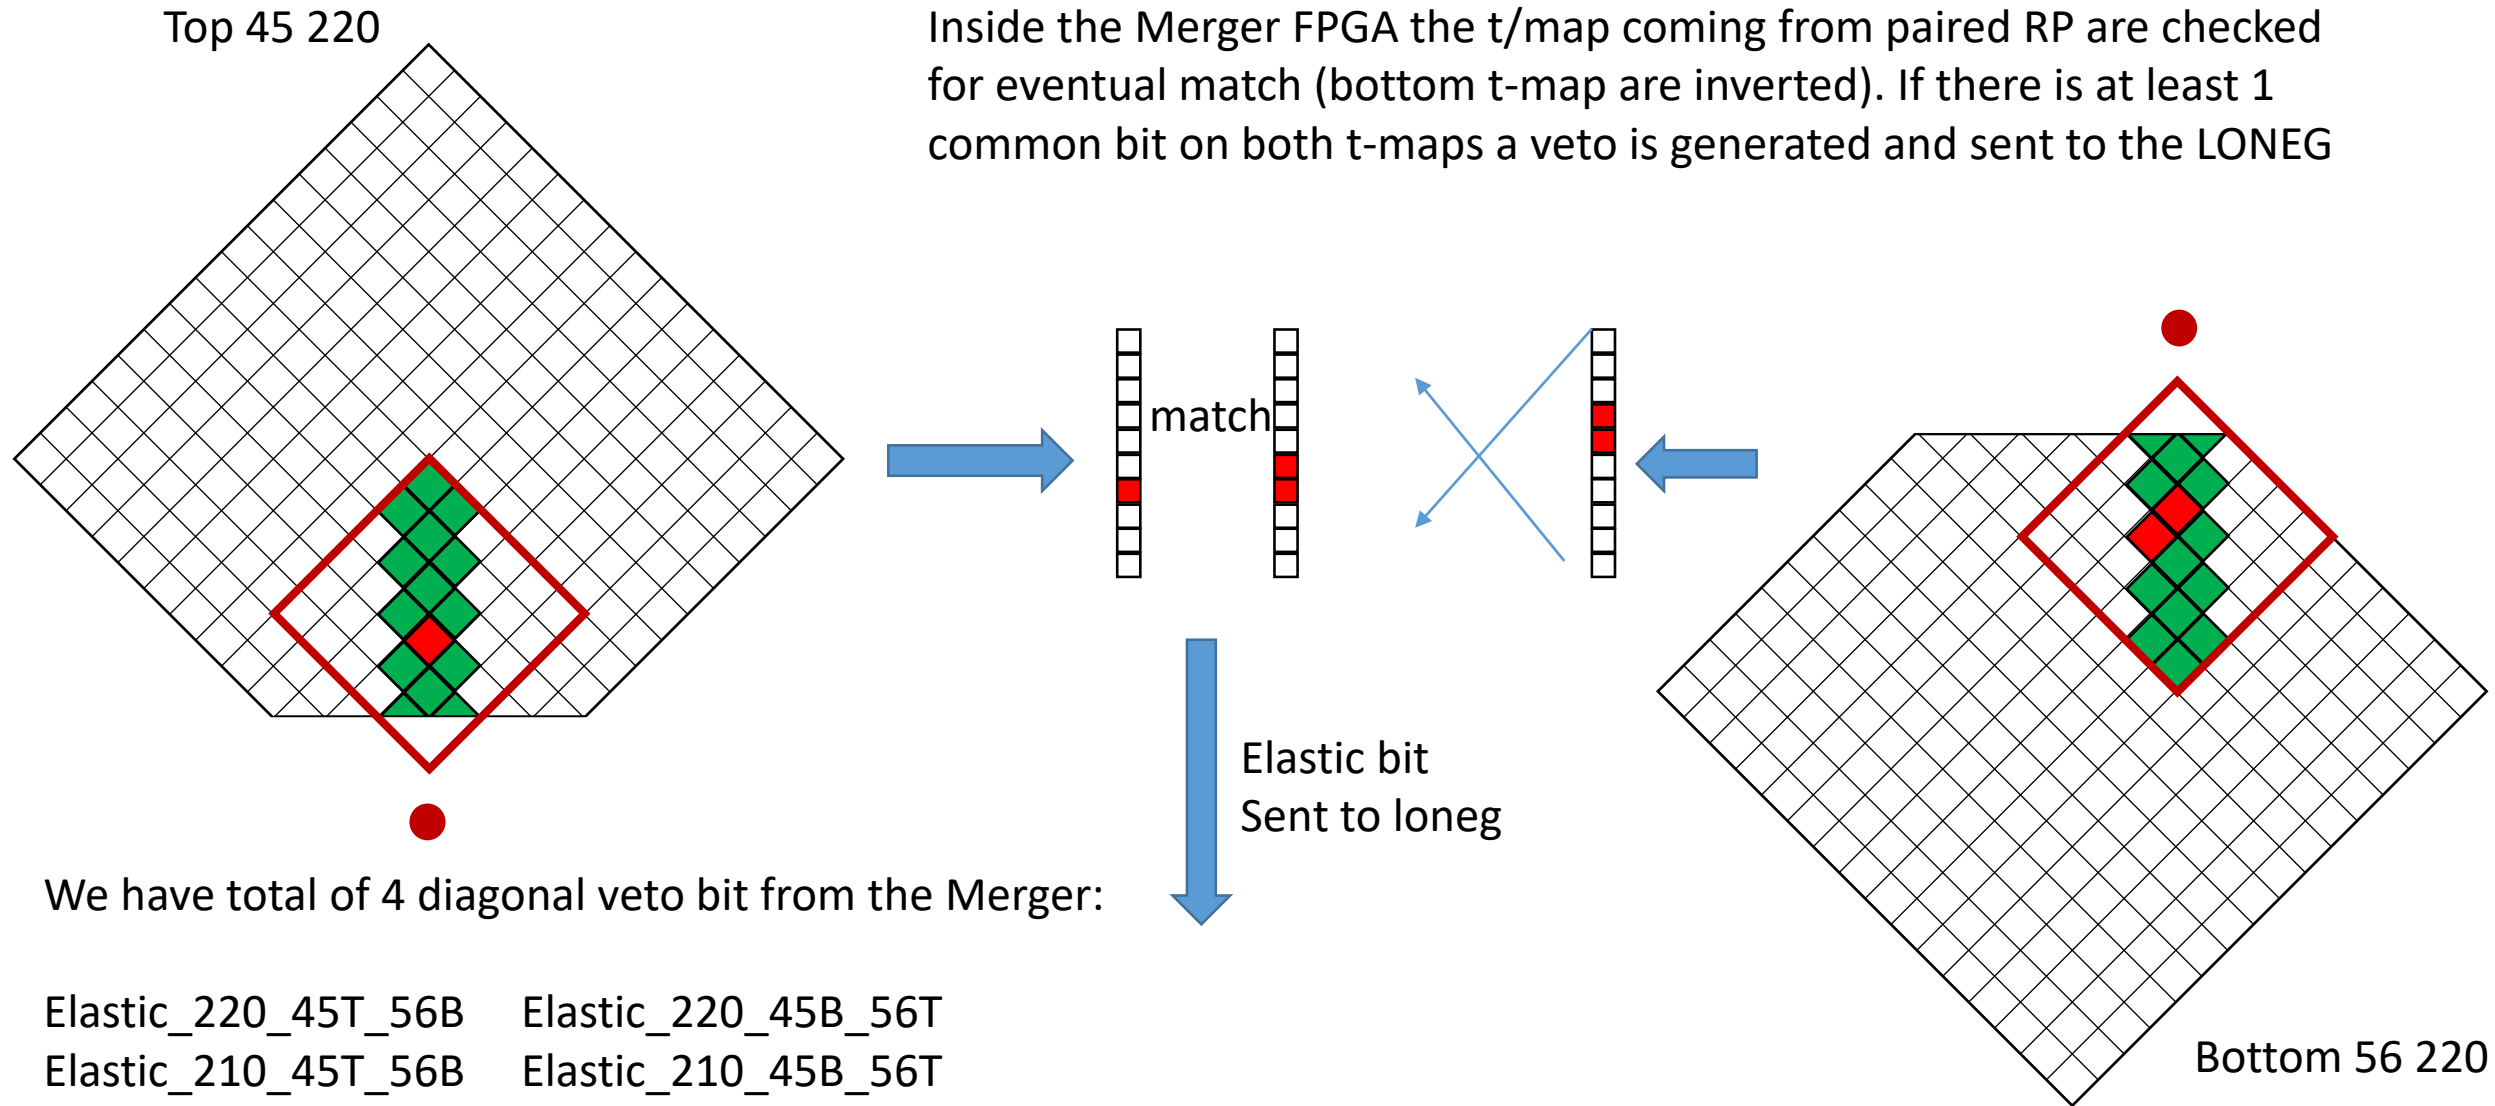 Top 45 220
Inside the Merger FPGA the t/map coming from paired RP are checked
for eventual match (bottom t-map are inverted). If there is at least 1
common bit on both t-maps a veto is generated and sent to the LONEG
match
Elastic bit
Sent to loneg
We have total of 4 diagonal veto bit from the Merger:
Elastic_220_45T_56B Elastic_220_45B_56T
Elastic_210_45T_56B Elastic_210_45B_56T
Bottom 56 220